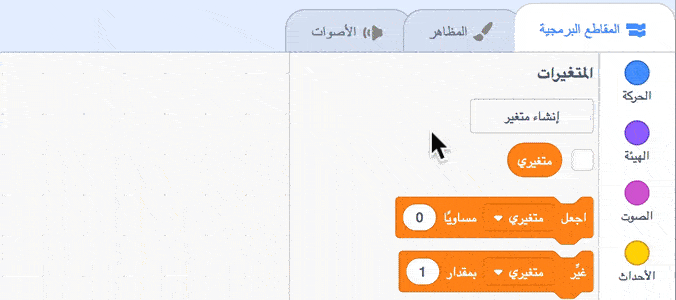 المقاطع البرمجية
المظاهر
الأصوات
الحركة
الهيئة
الصوت
الأحداث
المتغيرات
إنشاء متغير
متغيري
اجعل متغيري مساويًا 0
غيِّر متغيري بمقدار 1